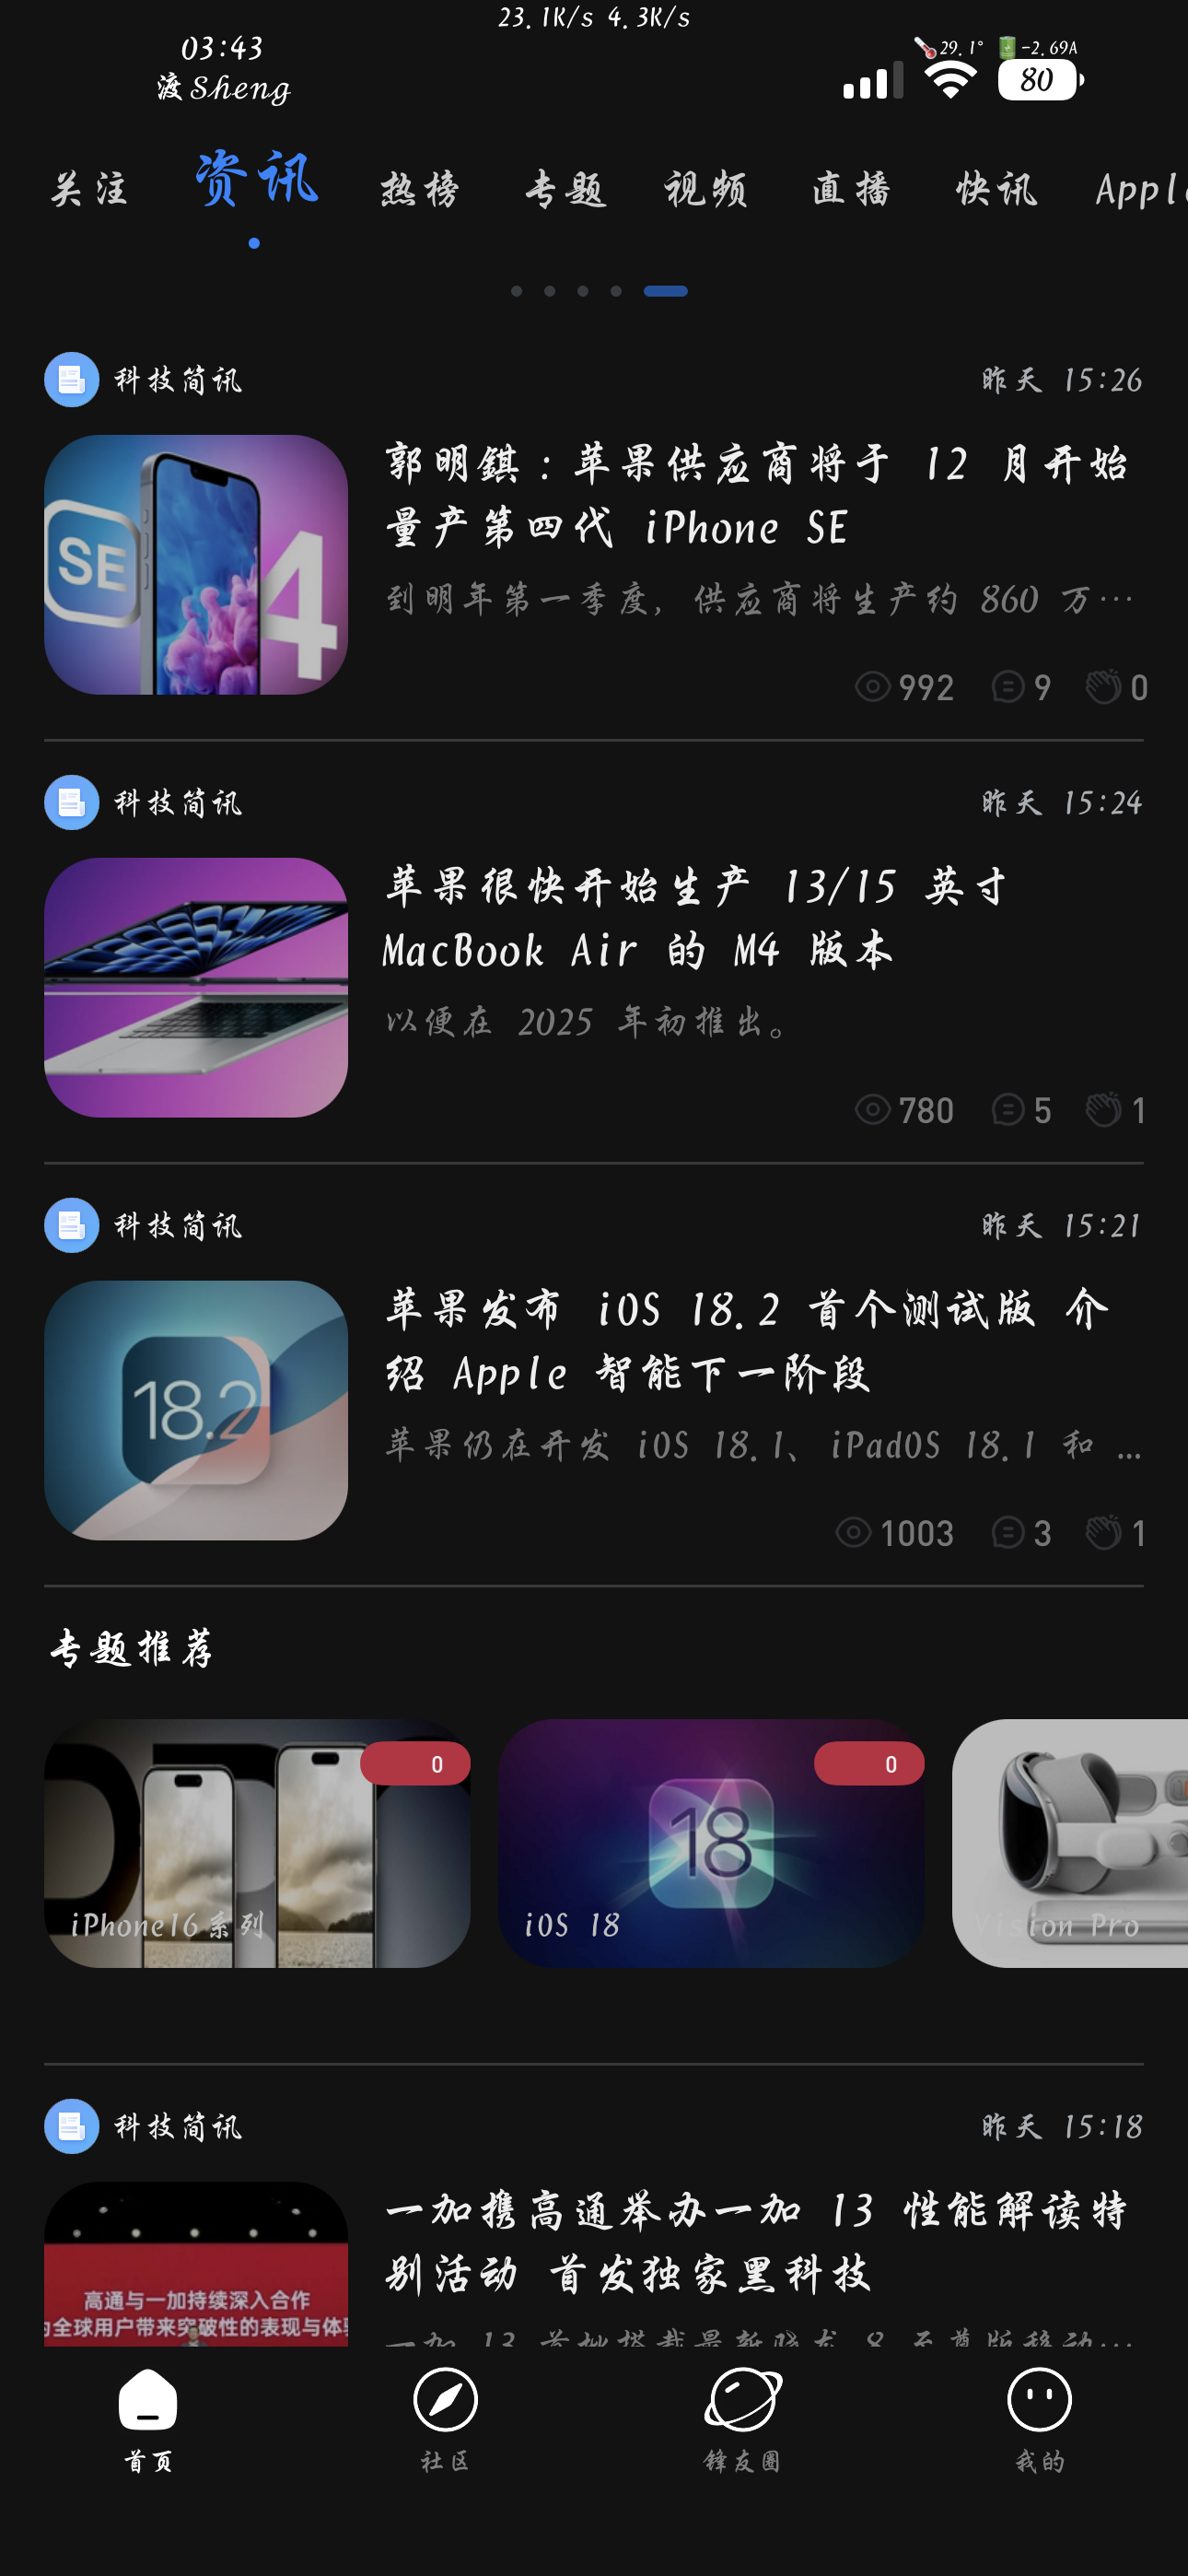 23.1K/s 4.3K/s
03:43
渡 Sheng
29.1° -2.69A
80
关注 资讯 热榜 专题 视频 直播 快讯
科技简讯 昨天 15:26
SE 4
郭明錤：苹果供应商将于 12 月开始
量产第四代 iPhone SE
到明年第一季度，供应商将生产约 860 万…
992 9 0
科技简讯 昨天 15:24
苹果很快开始生产 13/15 英寸
MacBook Air 的 M4 版本
以便在 2025 年初推出。
780 5 1
科技简讯 昨天 15:21
18.2
苹果发布 iOS 18.2 首个测试版 介
绍 Apple 智能下一阶段
苹果仍在开发 iOS 18.1、iPadOS 18.1 和 …
1003 3 1
专题推荐
0 0
18
iPhone16系列 iOS 18 Vision Pro
科技简讯 昨天 15:18
一加携高通举办一加 13 性能解读特
别活动 首发独家黑科技
高通与一加持续深入合作
全球用户带来突破性的表现与体
首页 社区 锋友圈 我的